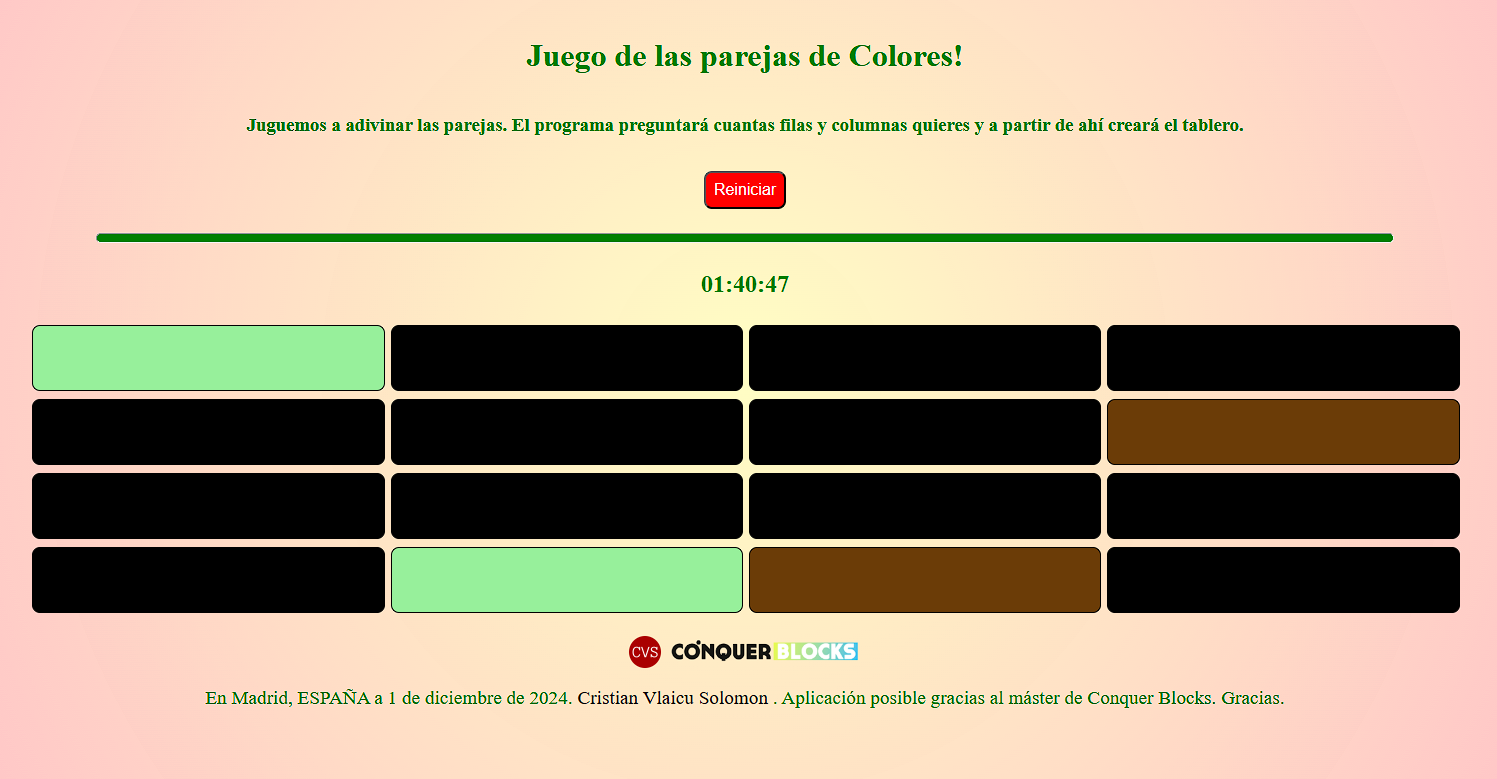 Juego de las parejas de Colores!
Juguemos a adivinar las parejas. El programa preguntará cuantas filas y columnas quieres y a partir de ahí creará el tablero.
Reiniciar
01:40:47
CVS CONQUER BLOCKS
En Madrid, ESPAÑA a 1 de diciembre de 2024. Cristian Vlaicu Solomon . Aplicación posible gracias al máster de Conquer Blocks. Gracias.